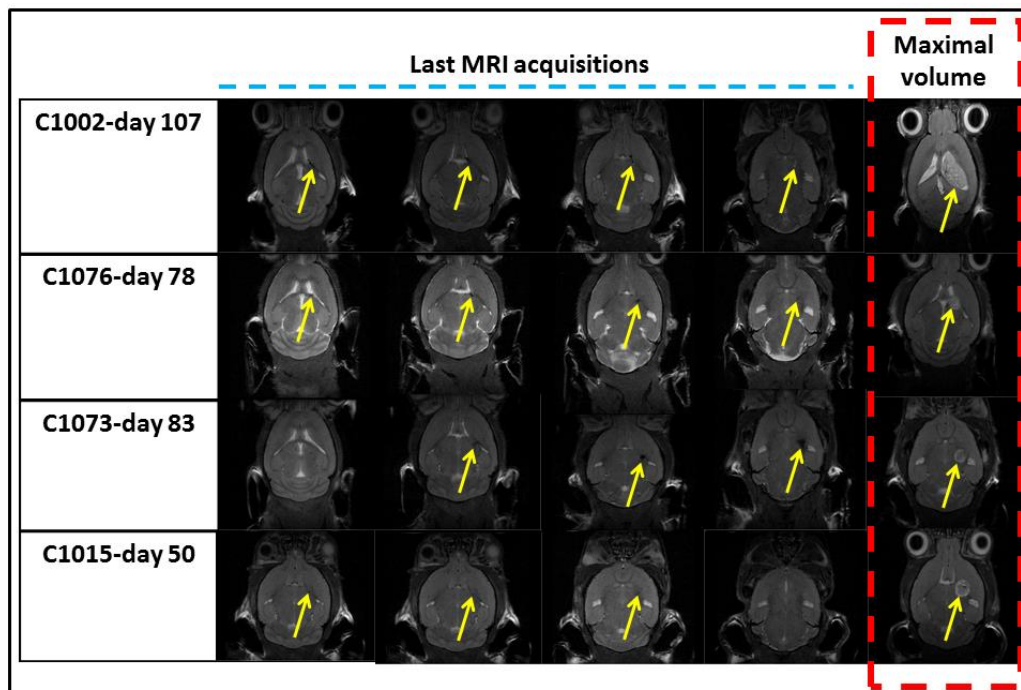 Last MRI acquisitions
Maximal
volume
C1002-day 107
C1076-day 78
C1073-day 83
C1015-day 50